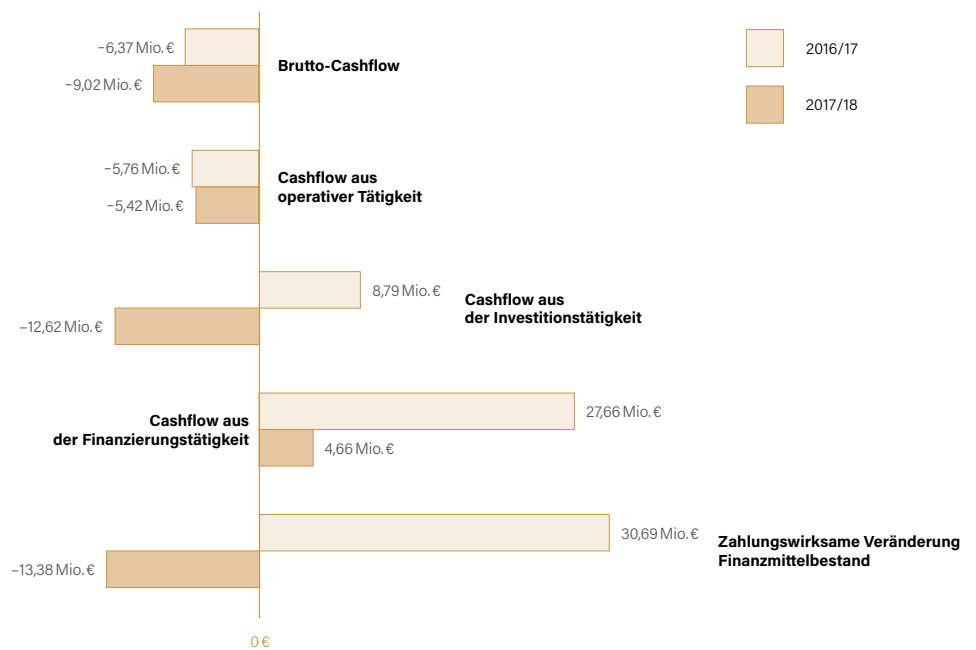 2016/17
2017/18
−6,37 Mio. €
−9,02 Mio. €
Brutto-Cashflow
−5,76 Mio. €
−5,42 Mio. €
Cashflow aus
operativer Tätigkeit
8,79 Mio. €
−12,62 Mio. €
Cashflow aus
der Investitionstätigkeit
Cashflow aus
der Finanzierungstätigkeit
27,66 Mio. €
4,66 Mio. €
30,69 Mio. €
−13,38 Mio. €
Zahlungswirksame Veränderung
Finanzmittelbestand
0 €